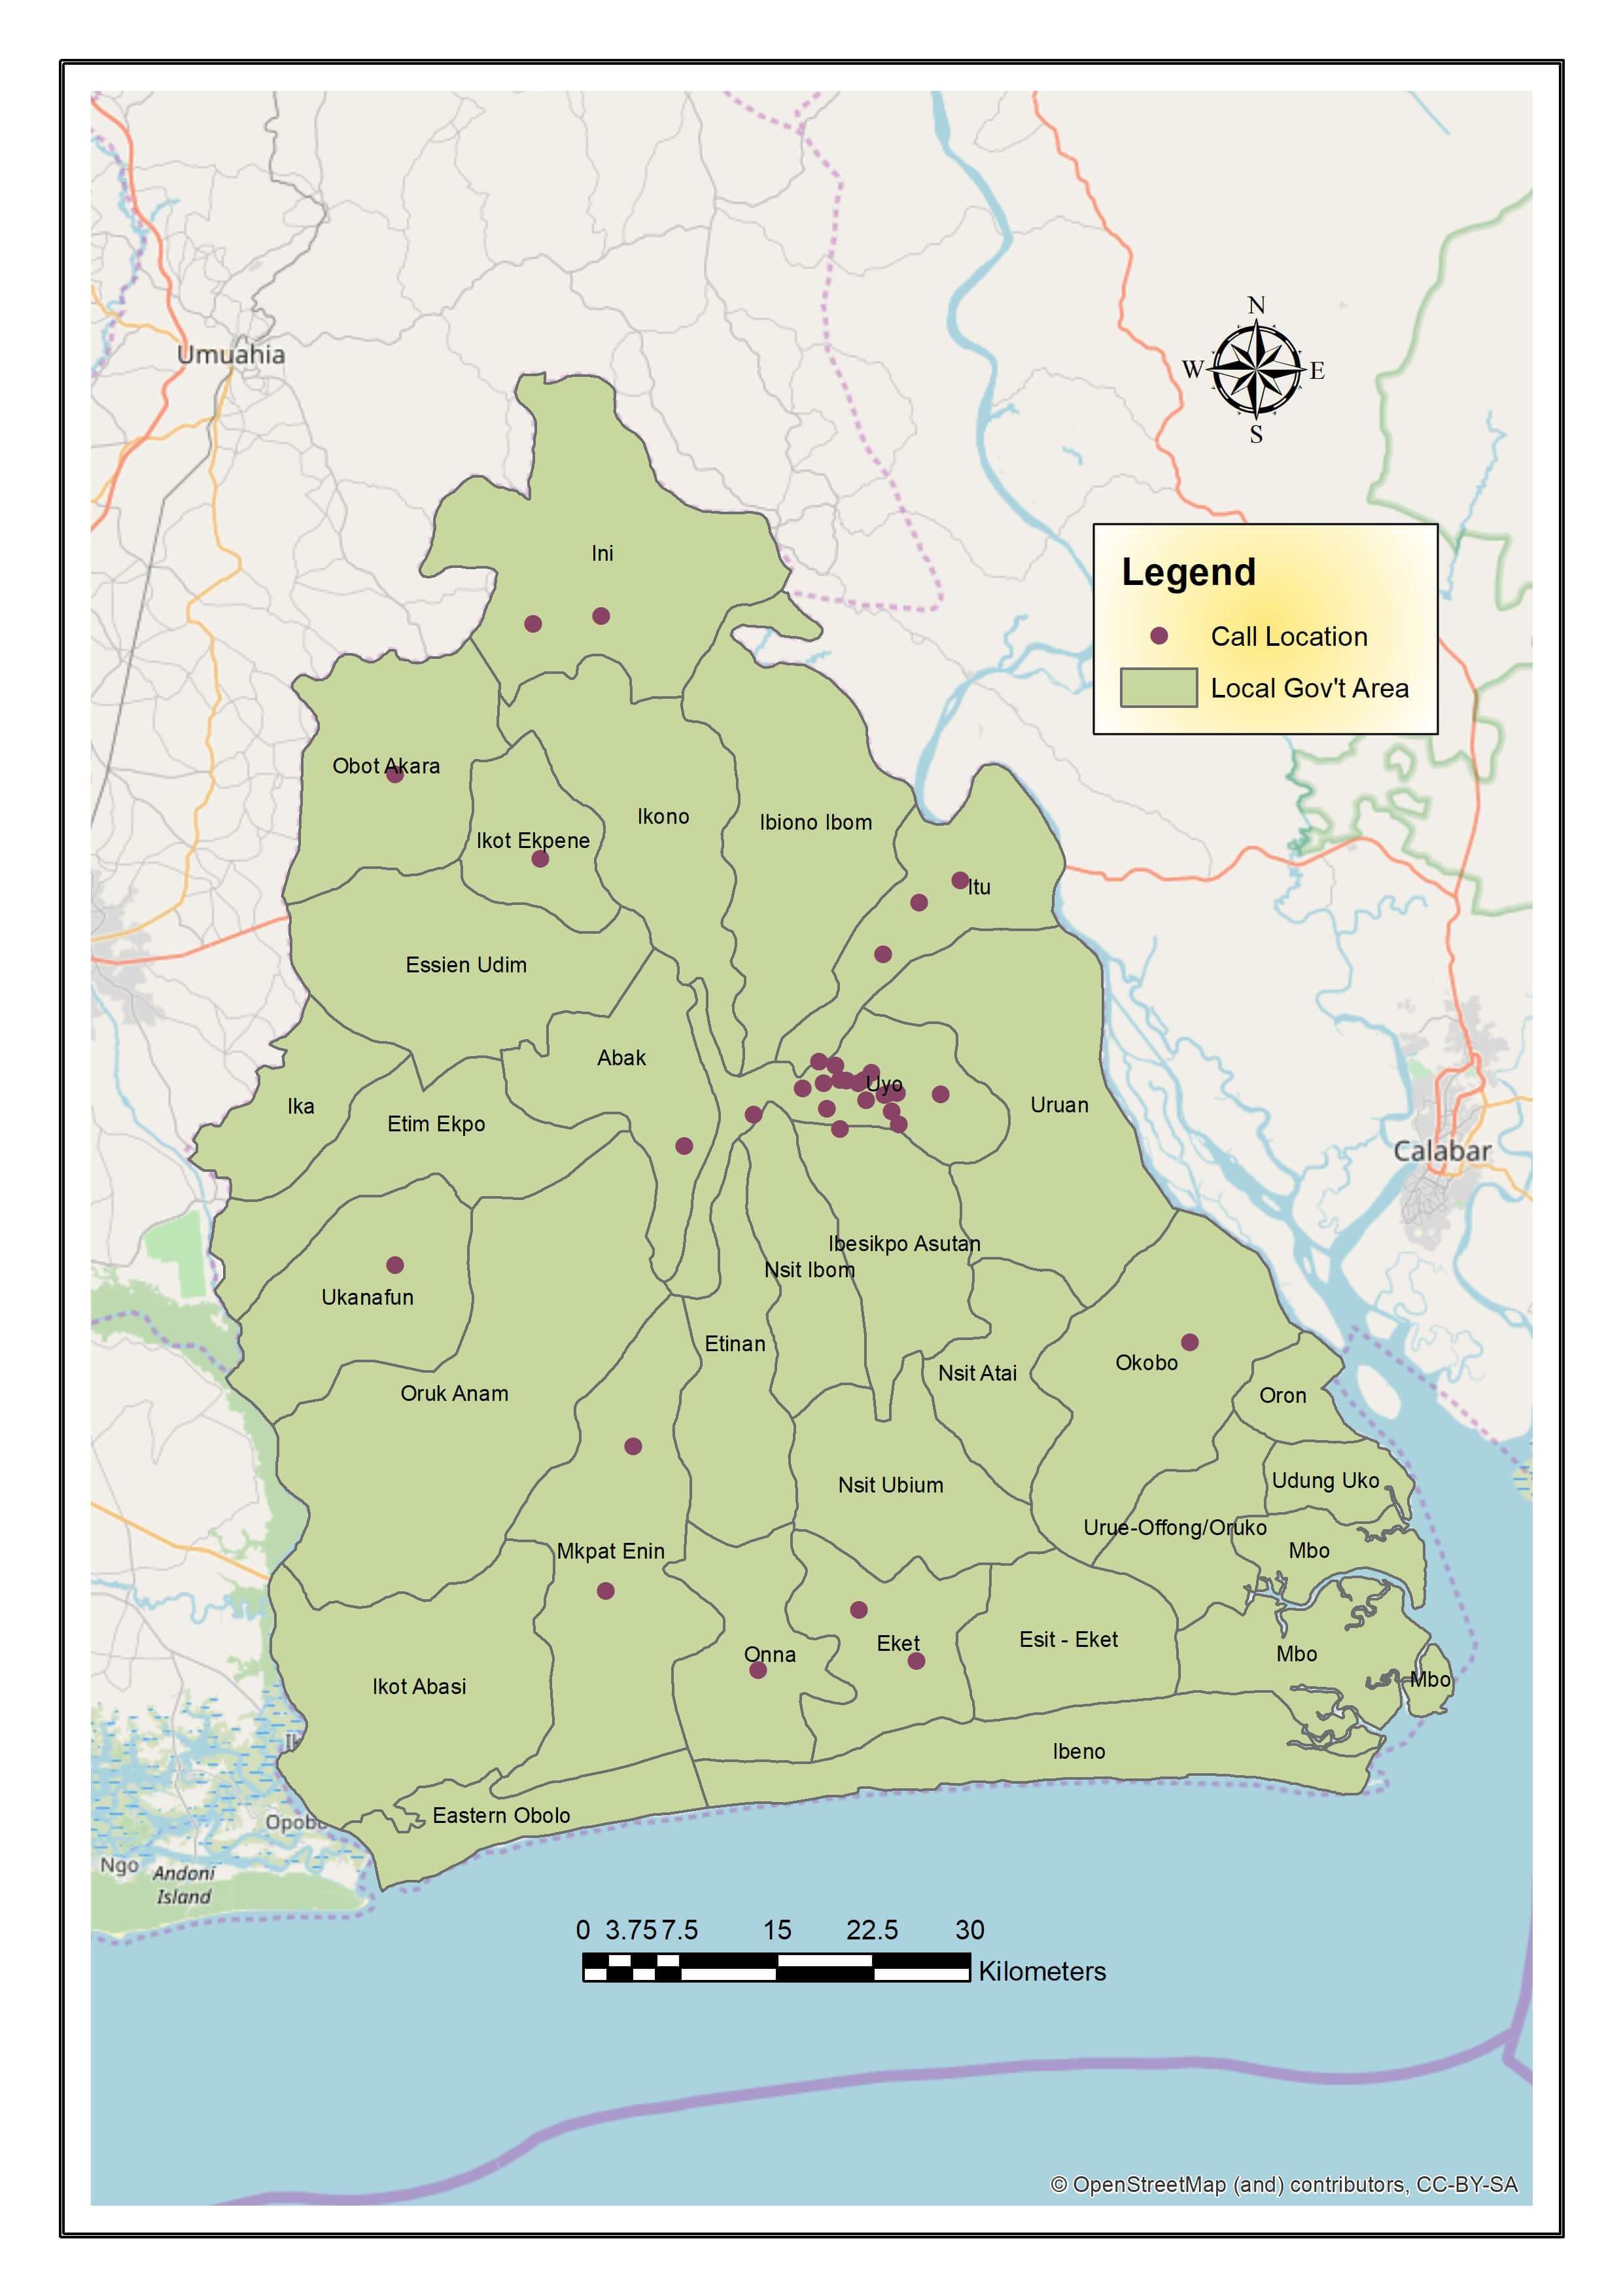 N
Umuahia
W
E
S
Ini
Legend
Call Location
Local Gov't Area
Obot Akara
Ikot Ekpene
Ikono
Ibiono Ibom
Itu
Essien Udim
Abak
Uyo
Ika
Etim Ekpo
Uruan
Calabar
Ibesikpo Asutan
Nsit Ibom
Ukanafun
Etinan
Okobo
Nsit Atai
Oruk Anam
Oron
Udung Uko
Nsit Ubium
Urue-Offong/Oruko
Mkpat Enin
Mbo
Esit - Eket
Eket
Onna
Mbo
Mbo
Ikot Abasi
Ibeno
Eastern Obolo
Ngo
Andoni
Island
0 3.75 7.5 15 22.5 30
Kilometers
© OpenStreetMap (and) contributors, CC-BY-SA